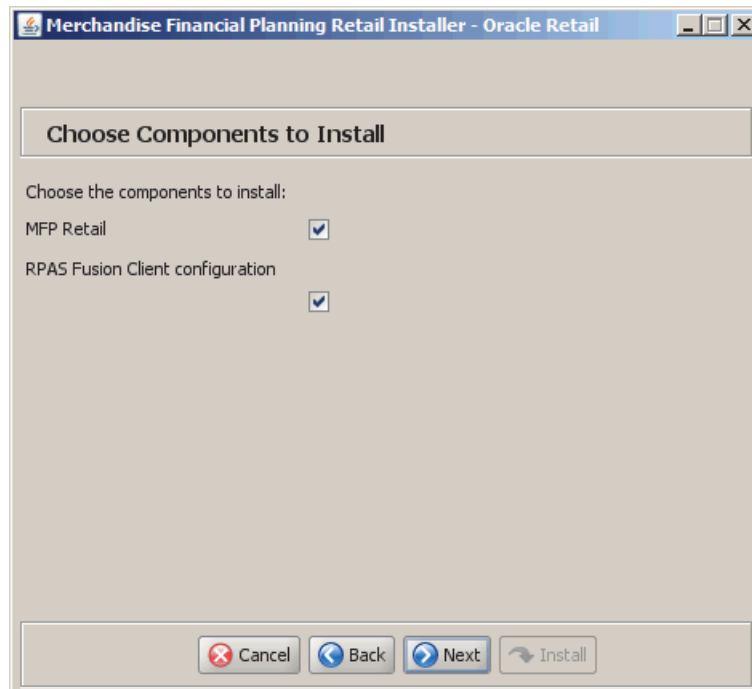 Merchandise Financial Planning Retail Installer - Oracle Retail
Choose Components to Install
Choose the components to install:
MFP Retail
RPAS Fusion Client configuration
Cancel Back Next Install